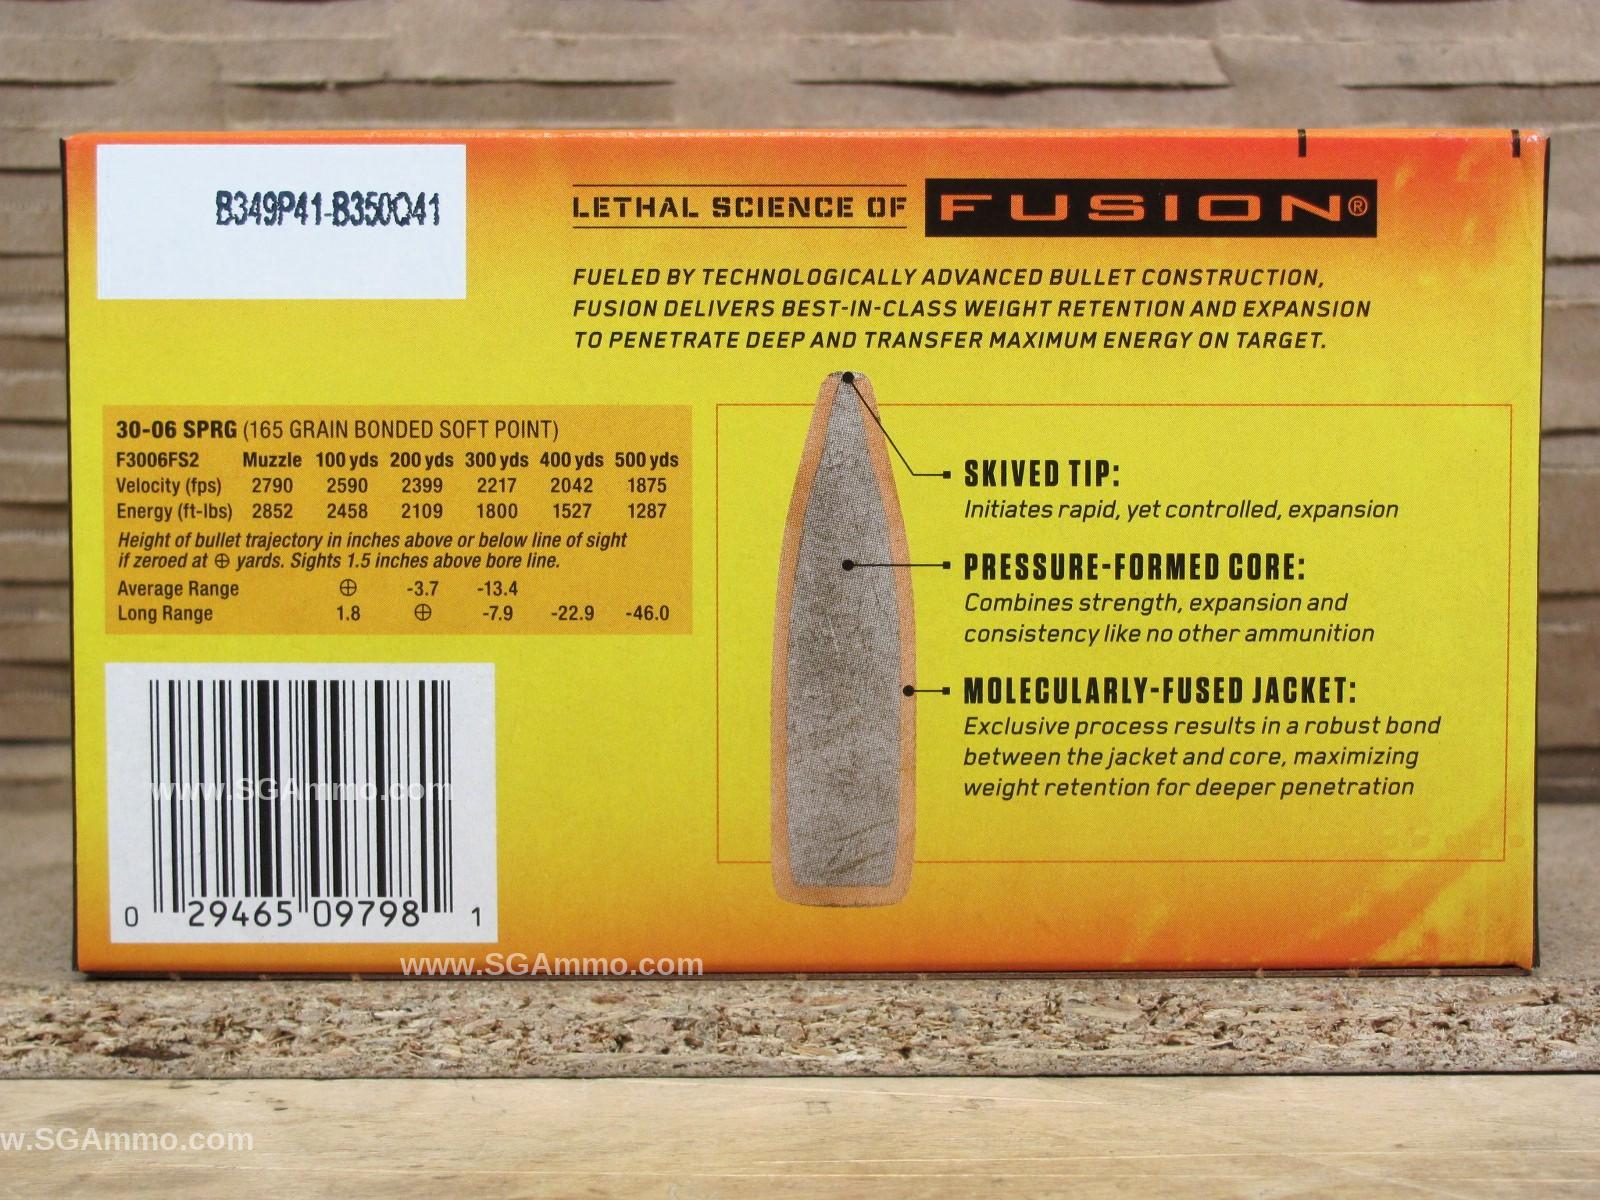 B349P41-B350Q41
LETHAL SCIENCE OF FUSION®
FUELED BY TECHNOLOGICALLY ADVANCED BULLET CONSTRUCTION,
FUSION DELIVERS BEST-IN-CLASS WEIGHT RETENTION AND EXPANSION
TO PENETRATE DEEP AND TRANSFER MAXIMUM ENERGY ON TARGET.
30-06 SPRG (165 GRAIN BONDED SOFT POINT)
F3006FS2 Muzzle 100 yds 200 yds 300 yds 400 yds 500 yds
Velocity (fps) 2790 2590 2399 2217 2042 1875
Energy (ft-lbs) 2852 2458 2109 1800 1527 1287
Height of bullet trajectory in inches above or below line of sight
if zeroed at ⊕ yards. Sights 1.5 inches above bore line.
Average Range ⊕ -3.7 -13.4
Long Range 1.8 ⊕ -7.9 -22.9 -46.0
SKIVED TIP:
Initiates rapid, yet controlled, expansion
PRESSURE-FORMED CORE:
Combines strength, expansion and
consistency like no other ammunition
MOLECULARLY-FUSED JACKET:
Exclusive process results in a robust bond
between the jacket and core, maximizing
weight retention for deeper penetration
www.SGAmmo.com
0 29465 09798 1
www.SGAmmo.com
w.SGAmmo.com